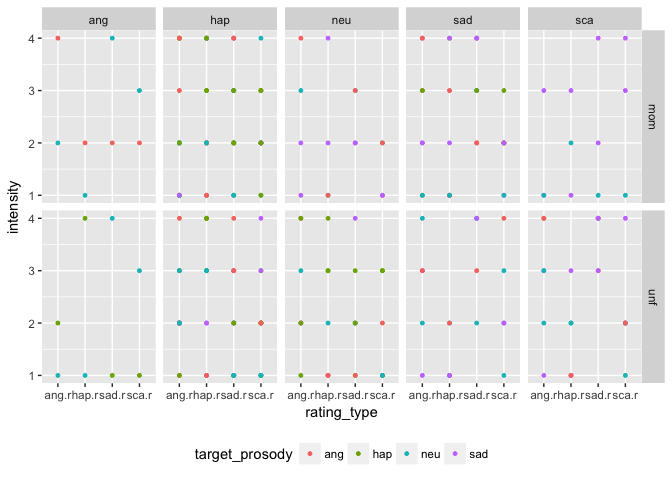 ang hap neu sad sca
4
3
2
1
mom
intensity
4
3
2
1
unf
ang.rhap.rsad.rsca.r ang.rhap.rsad.rsca.r ang.rhap.rsad.rsca.r ang.rhap.rsad.rsca.r ang.rhap.rsad.rsca.r
rating_type
target_prosody ang hap neu sad